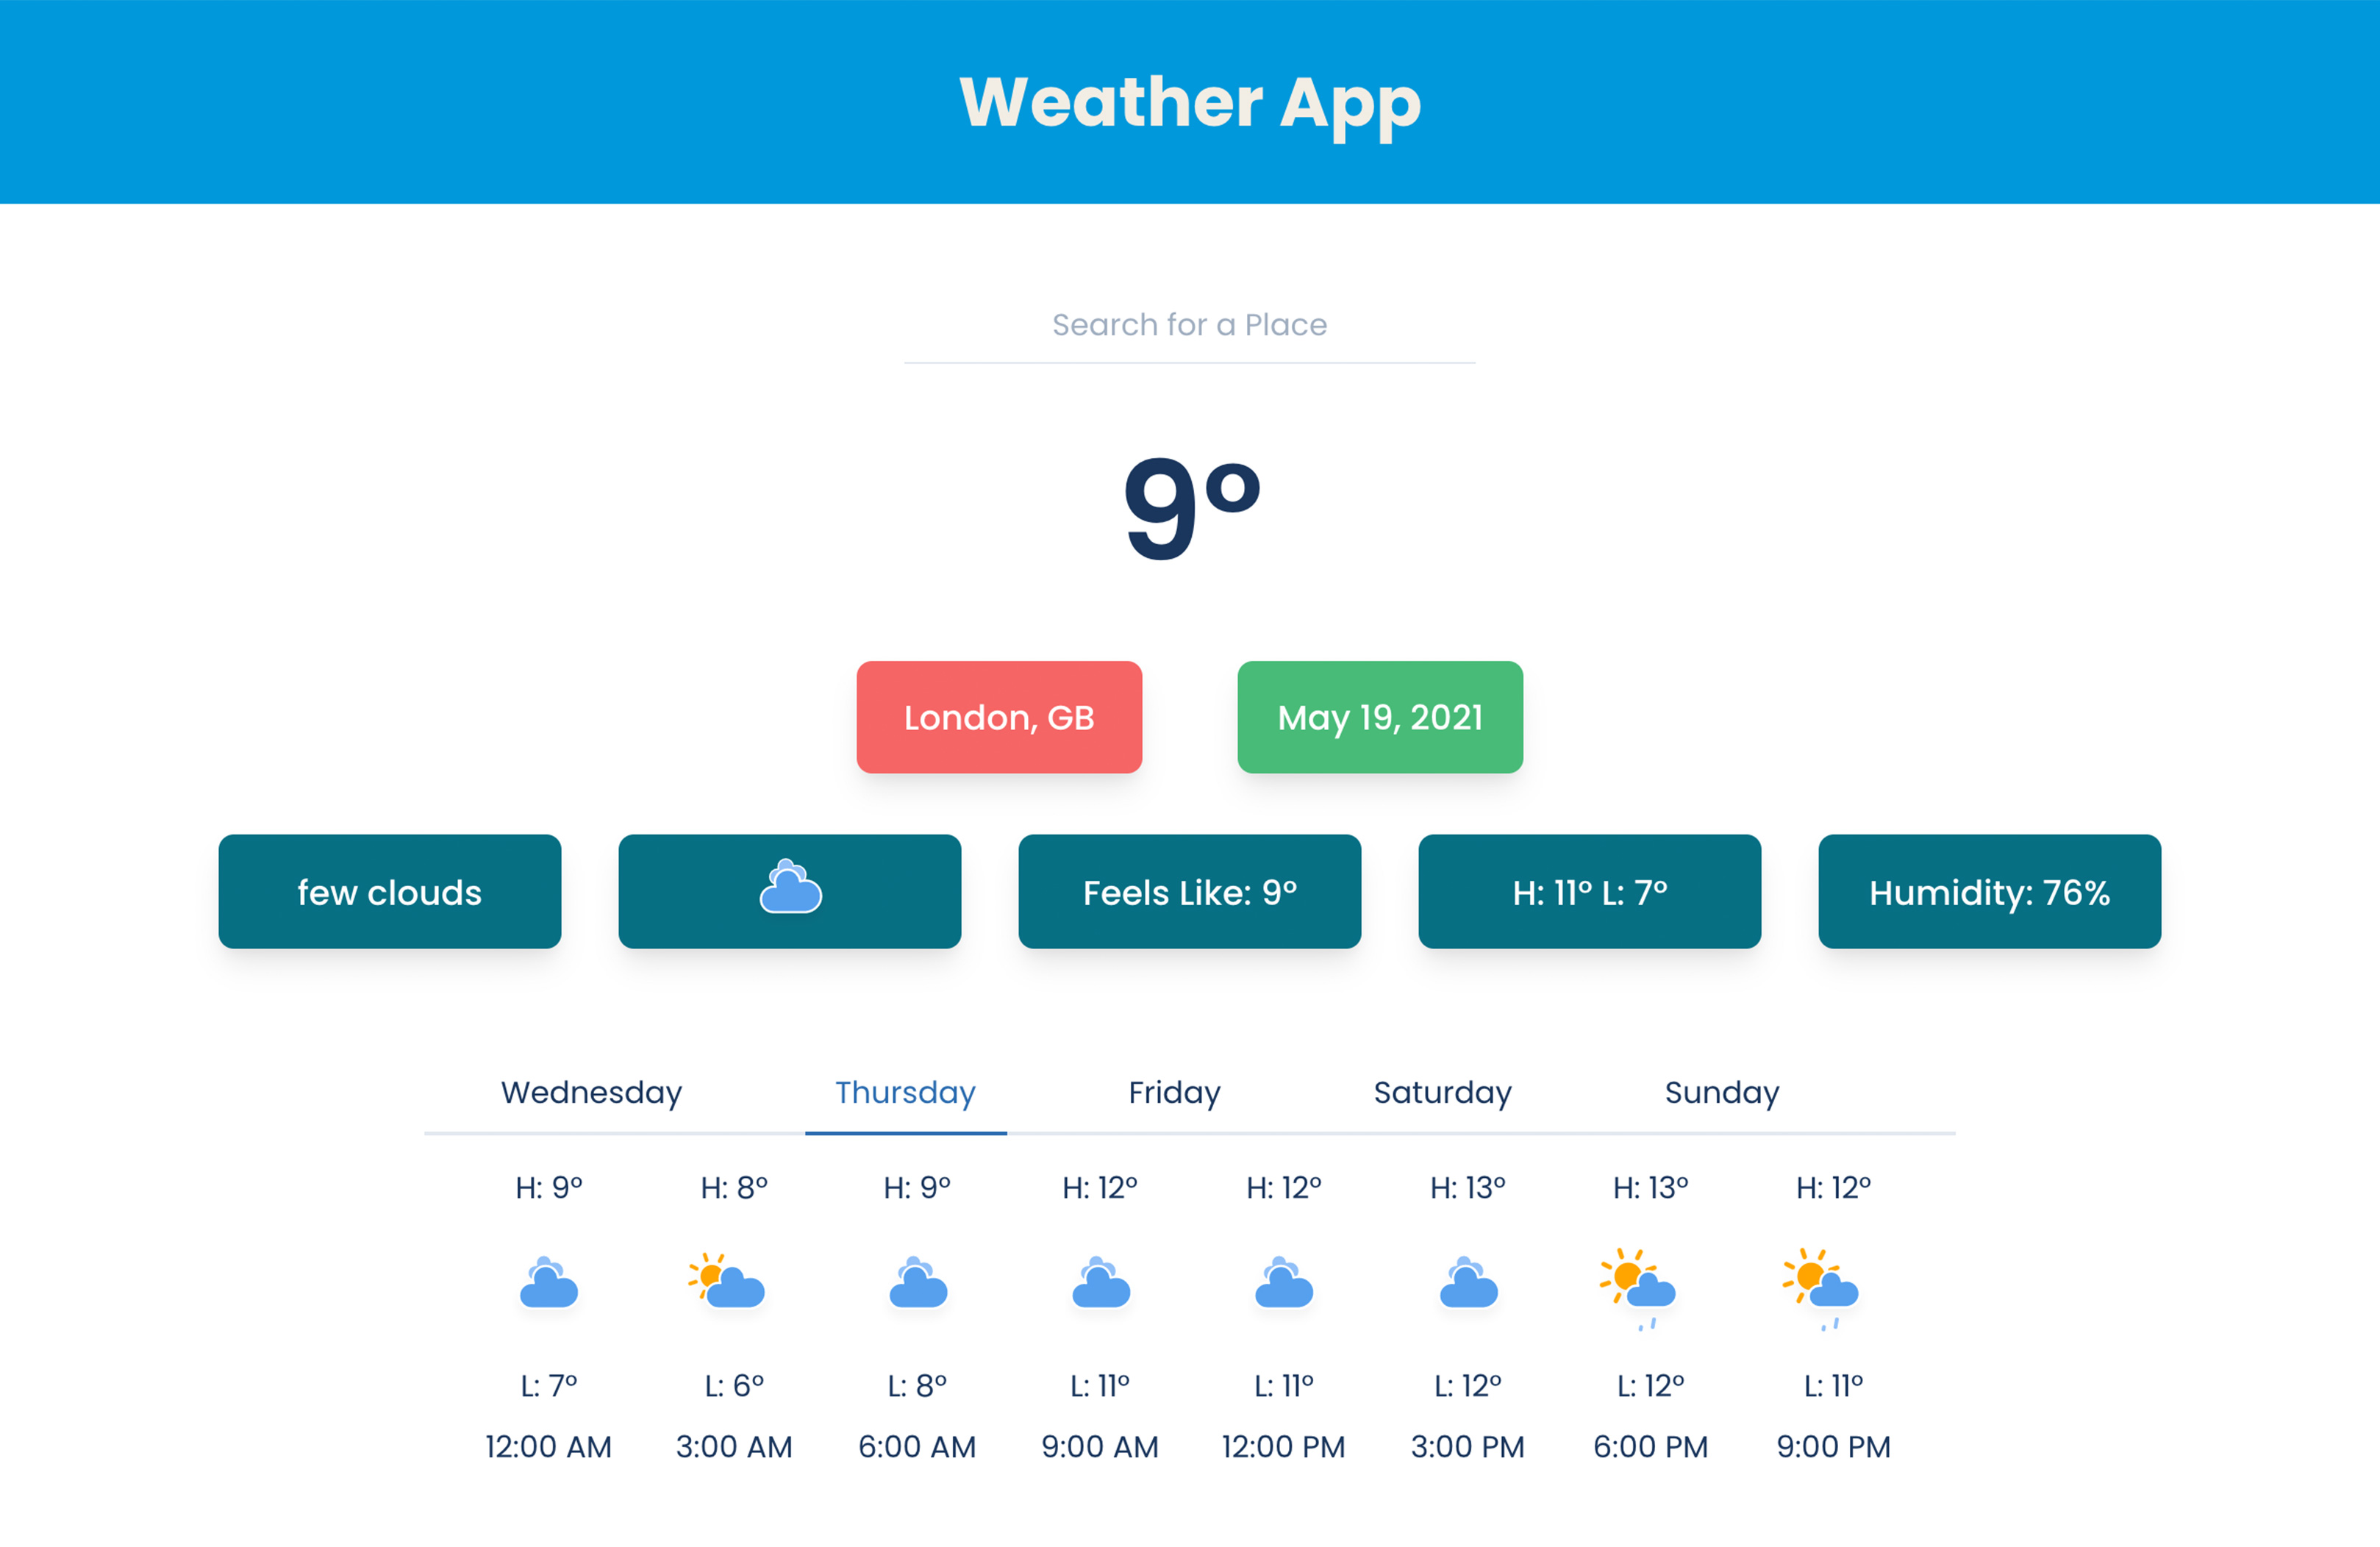 Weather App
Search for a Place
9º
London, GB May 19, 2021
few clouds Feels Like: 9º H: 11º L: 7º Humidity: 76%
Wednesday Thursday Friday Saturday Sunday
H: 9º H: 8º H: 9º H: 12º H: 12º H: 13º H: 13º H: 12º
L: 7º L: 6º L: 8º L: 11º L: 11º L: 12º L: 12º L: 11º
12:00 AM 3:00 AM 6:00 AM 9:00 AM 12:00 PM 3:00 PM 6:00 PM 9:00 PM